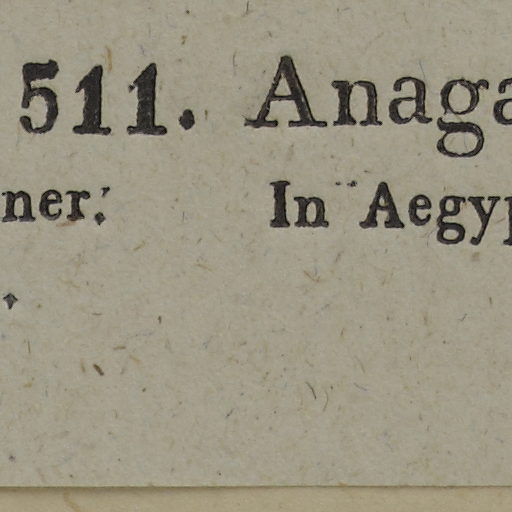 511. Anaga
ner. In Aegyp
.